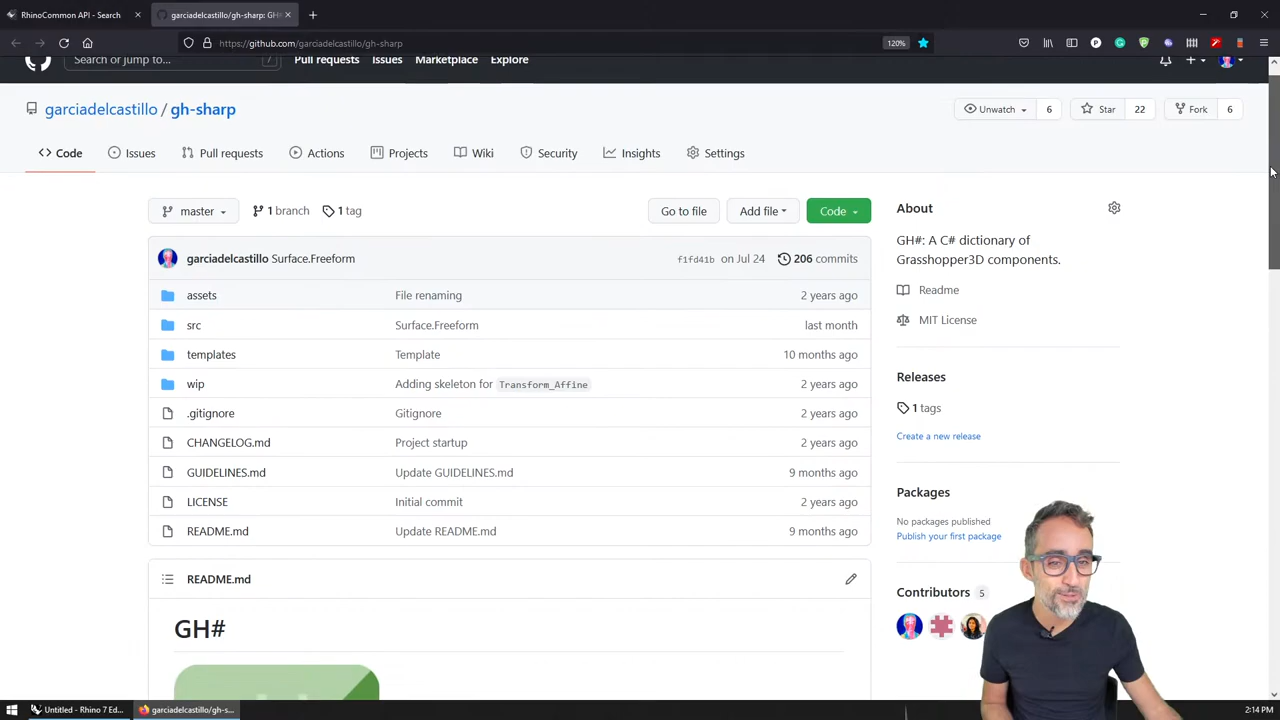 RhinoCommon API - Search
garciadelcastillo/gh-sharp: GH
https://github.com/garciadelcastillo/gh-sharp
120%
Search or jump to...
/
Pull requests
Issues
Marketplace
Explore
garciadelcastillo / gh-sharp
Unwatch
6
Star
22
Fork
6
Code
Issues
Pull requests
Actions
Projects
Wiki
Security
Insights
Settings
master
1 branch
1 tag
Go to file
Add file
Code
garciadelcastillo Surface.Freeform
f1fd41b on Jul 24
206 commits
assets
File renaming
2 years ago
src
Surface.Freeform
last month
templates
Template
10 months ago
wip
Adding skeleton for Transform_Affine
2 years ago
.gitignore
Gitignore
2 years ago
CHANGELOG.md
Project startup
2 years ago
GUIDELINES.md
Update GUIDELINES.md
9 months ago
LICENSE
Initial commit
2 years ago
README.md
Update README.md
9 months ago
README.md
GH#
About
GH#: A C# dictionary of
Grasshopper3D components.
Readme
MIT License
Releases
1 tags
Create a new release
Packages
No packages published
Publish your first package
Contributors 5
Untitled - Rhino 7 Ed...
garciadelcastillo/gh-s...
2:14 PM